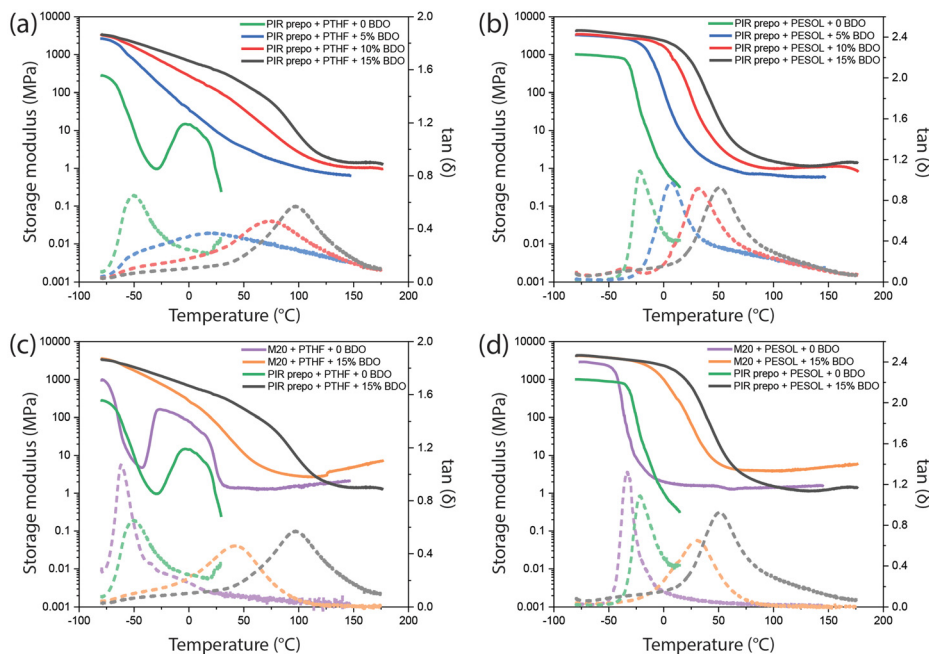 (a)
PIR prepo + PTHF + 0 BDO
PIR prepo + PTHF + 5% BDO
PIR prepo + PTHF + 10% BDO
PIR prepo + PTHF + 15% BDO
Storage modulus (MPa)
10000
1000
100
10
1
0.1
0.01
0.001
2.0
1.6
1.2
0.8
0.4
0.0
tan (δ)
-100 -50 0 50 100 150 200
Temperature (°C)
(b)
PIR prepo + PESOL + 0 BDO
PIR prepo + PESOL + 5% BDO
PIR prepo + PESOL + 10% BDO
PIR prepo + PESOL + 15% BDO
Storage modulus (MPa)
10000
1000
100
10
1
0.1
0.01
0.001
2.4
2.0
1.6
1.2
0.8
0.4
0.0
tan (δ)
-100 -50 0 50 100 150 200
Temperature (°C)
(c)
M20 + PTHF + 0 BDO
M20 + PTHF + 15% BDO
PIR prepo + PTHF + 0 BDO
PIR prepo + PTHF + 15% BDO
Storage modulus (MPa)
10000
1000
100
10
1
0.1
0.01
0.001
2.0
1.6
1.2
0.8
0.4
0.0
tan (δ)
-100 -50 0 50 100 150 200
Temperature (°C)
(d)
M20 + PESOL + 0 BDO
M20 + PESOL + 15% BDO
PIR prepo + PESOL + 0 BDO
PIR prepo + PESOL + 15% BDO
Storage modulus (MPa)
10000
1000
100
10
1
0.1
0.01
0.001
2.4
2.0
1.6
1.2
0.8
0.4
0.0
tan (δ)
-100 -50 0 50 100 150 200
Temperature (°C)